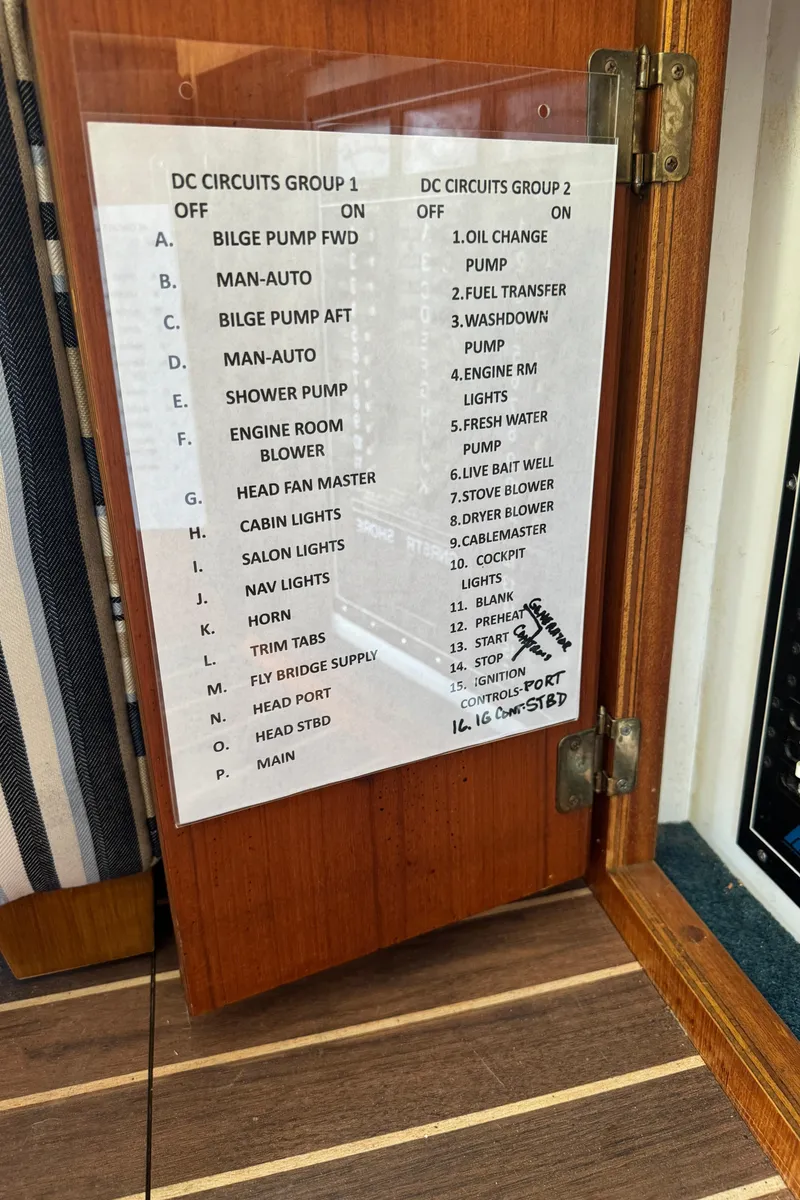 DC CIRCUITS GROUP 1
OFF ON
A. BILGE PUMP FWD
B. MAN-AUTO
C. BILGE PUMP AFT
D. MAN-AUTO
E. SHOWER PUMP
F. ENGINE ROOM
BLOWER
G. HEAD FAN MASTER
H. CABIN LIGHTS
I. SALON LIGHTS
J. NAV LIGHTS
K. HORN
L. TRIM TABS
M. FLY BRIDGE SUPPLY
N. HEAD PORT
O. HEAD STBD
P. MAIN
DC CIRCUITS GROUP 2
OFF ON
1.OIL CHANGE
PUMP
2.FUEL TRANSFER
3.WASHDOWN
PUMP
4.ENGINE RM
LIGHTS
5.FRESH WATER
PUMP
6.LIVE BAIT WELL
7.STOVE BLOWER
8.DRYER BLOWER
9.CABLEMASTER
10. COCKPIT
LIGHTS
11. BLANK
12. PREHEAT
13. START
14. STOP
GENERATOR
CONTROLS
15. IGNITION
CONTROLS-PORT
16. IG CONT-STBD